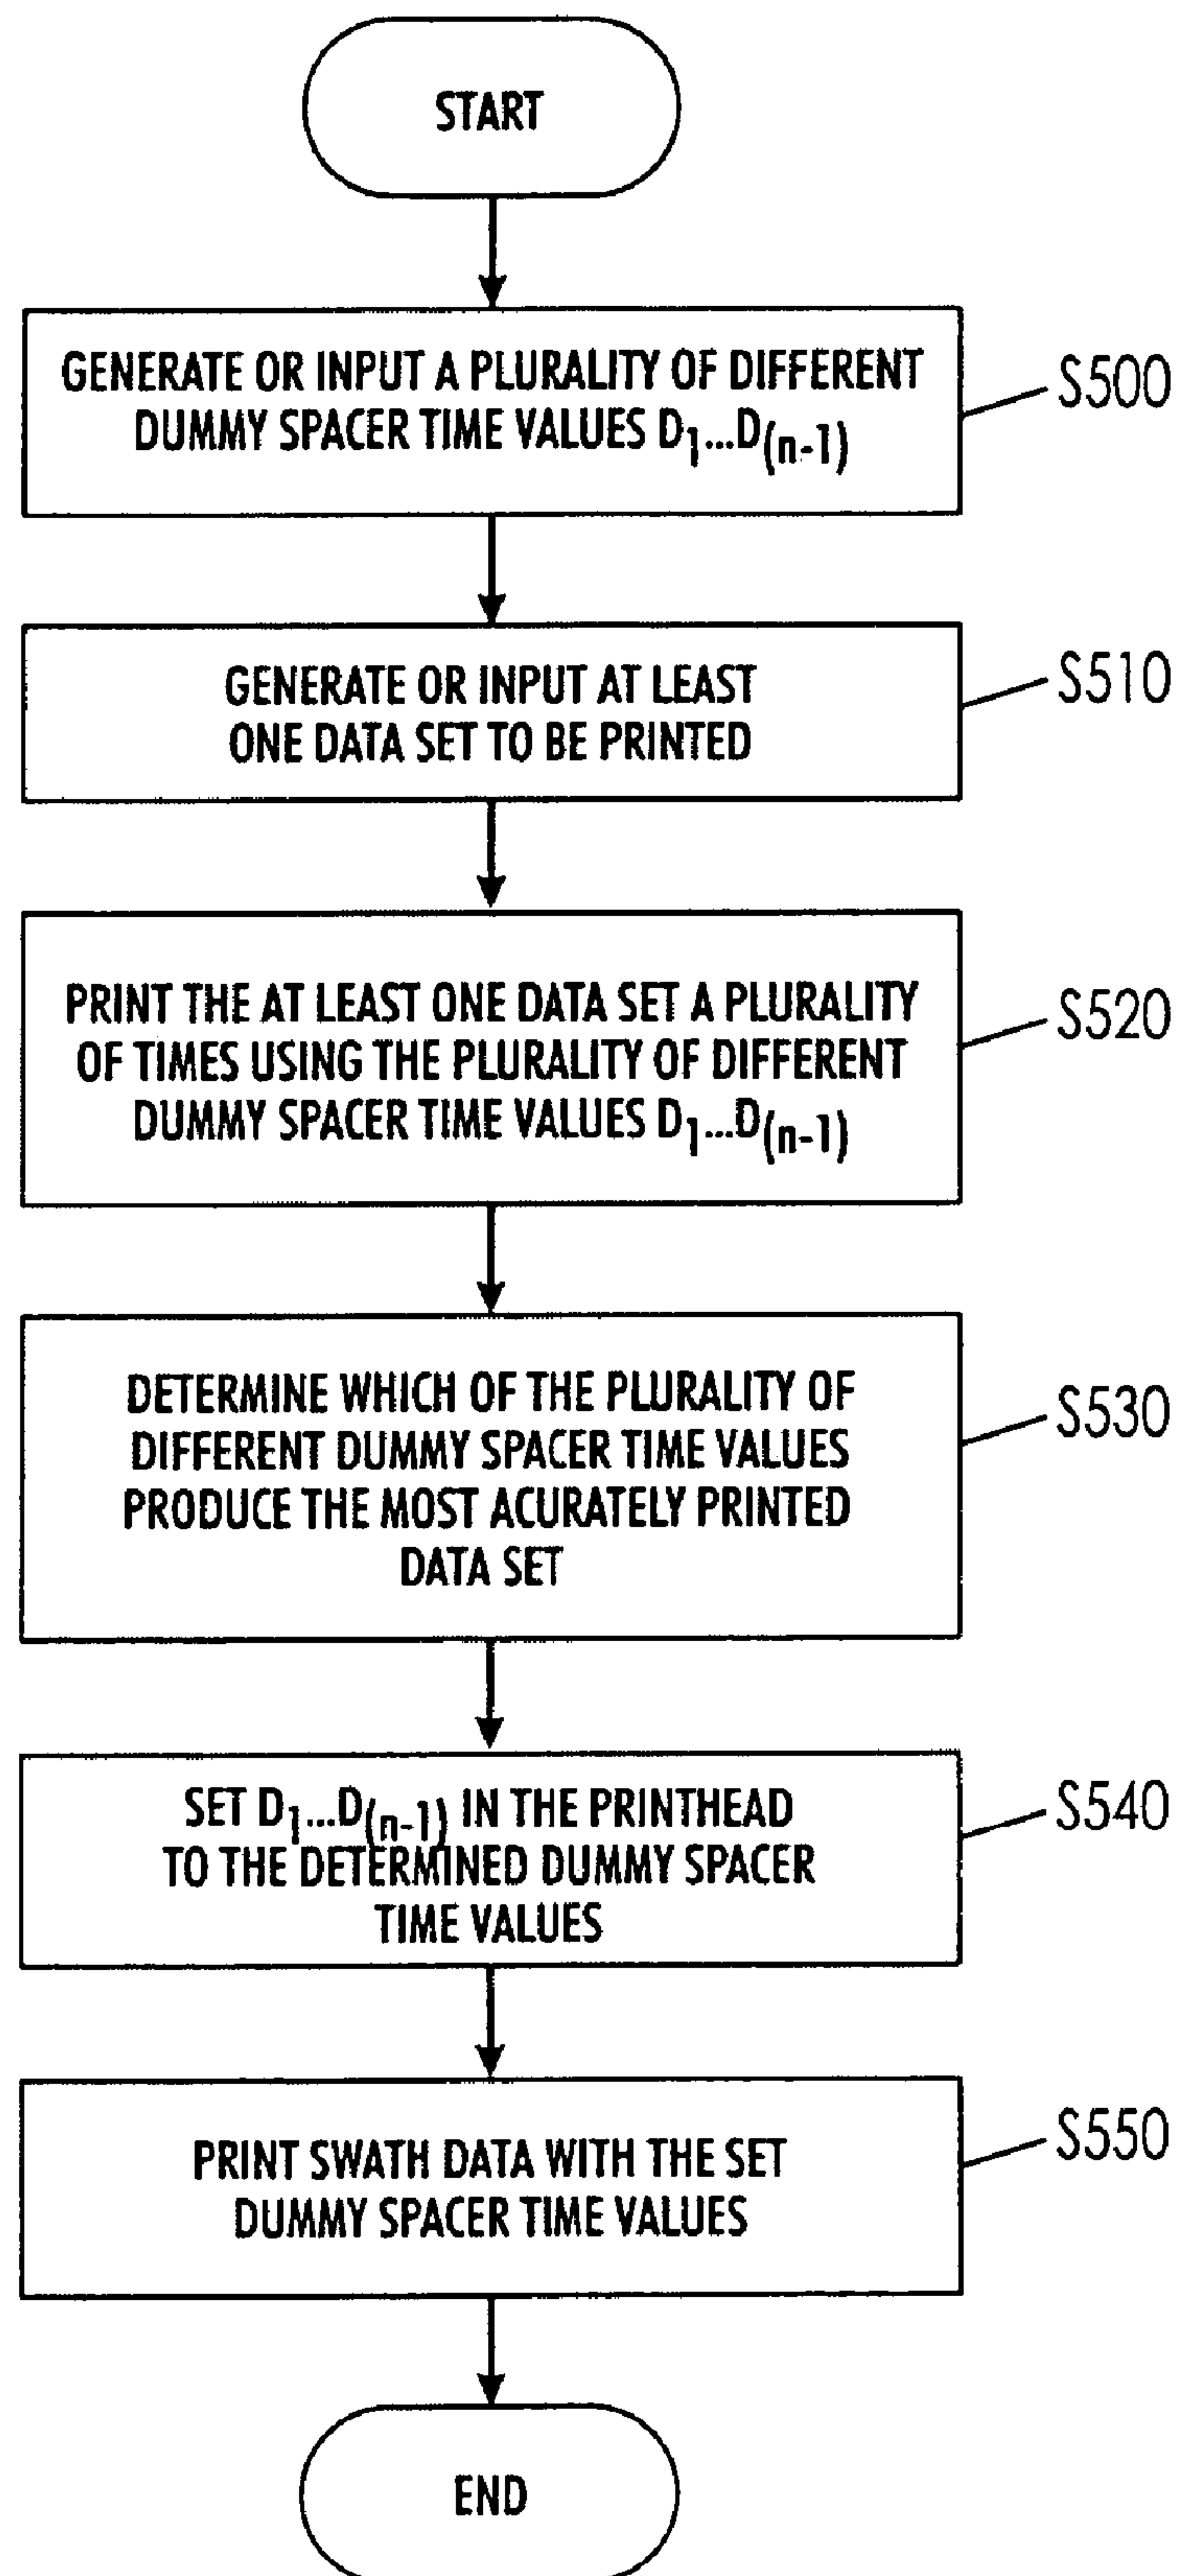 START
GENERATE OR INPUT A PLURALITY OF DIFFERENT
DUMMY SPACER TIME VALUES D1...D(n-1)
S500
GENERATE OR INPUT AT LEAST
ONE DATA SET TO BE PRINTED
S510
PRINT THE AT LEAST ONE DATA SET A PLURALITY
OF TIMES USING THE PLURALITY OF DIFFERENT
DUMMY SPACER TIME VALUES D1...D(n-1)
S520
DETERMINE WHICH OF THE PLURALITY OF
DIFFERENT DUMMY SPACER TIME VALUES
PRODUCE THE MOST ACURATELY PRINTED
DATA SET
S530
SET D1...D(n-1) IN THE PRINTHEAD
TO THE DETERMINED DUMMY SPACER
TIME VALUES
S540
PRINT SWATH DATA WITH THE SET
DUMMY SPACER TIME VALUES
S550
END